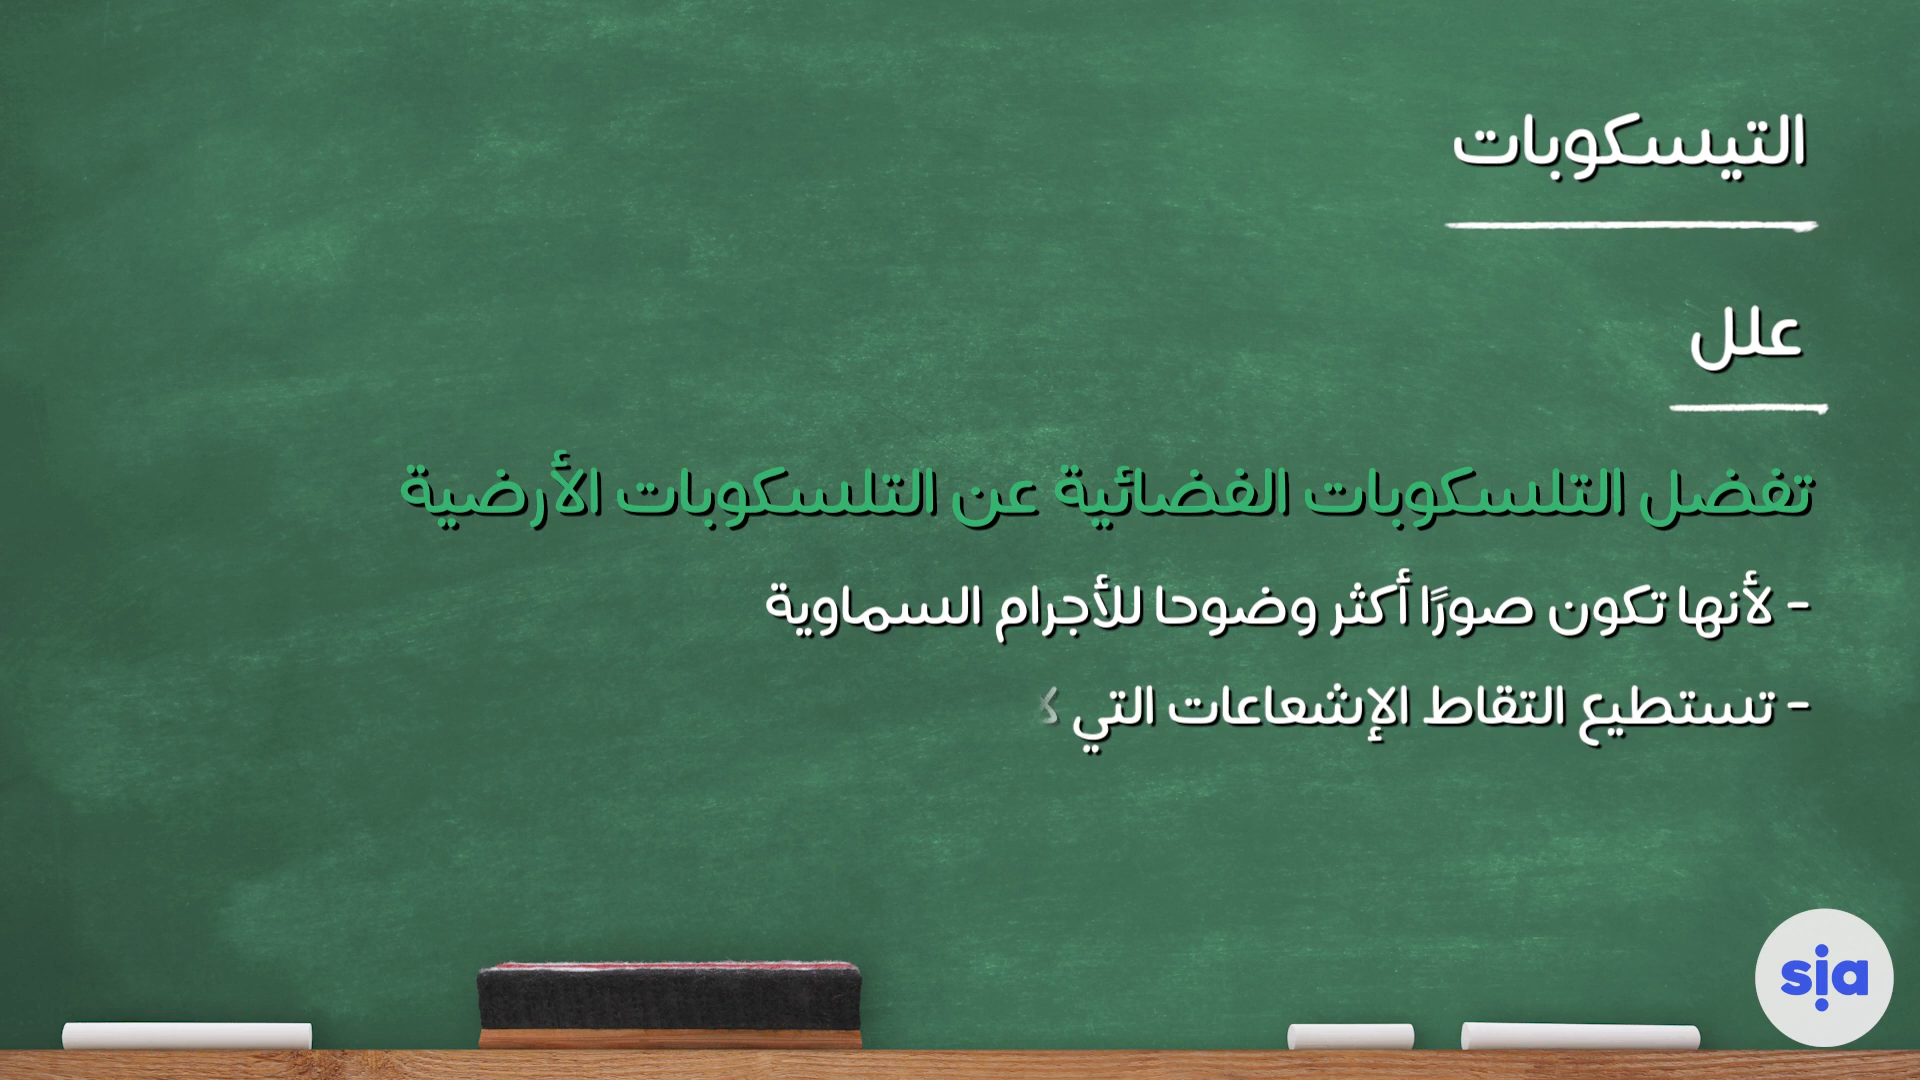 التيسكوبات
علل
تفضل التلسكوبات الفضائية عن التلسكوبات الأرضية
- لأنها تكون صورًا أكثر وضوحا للأجرام السماوية
- تستطيع التقاط الإشعاعات التي لا
sia